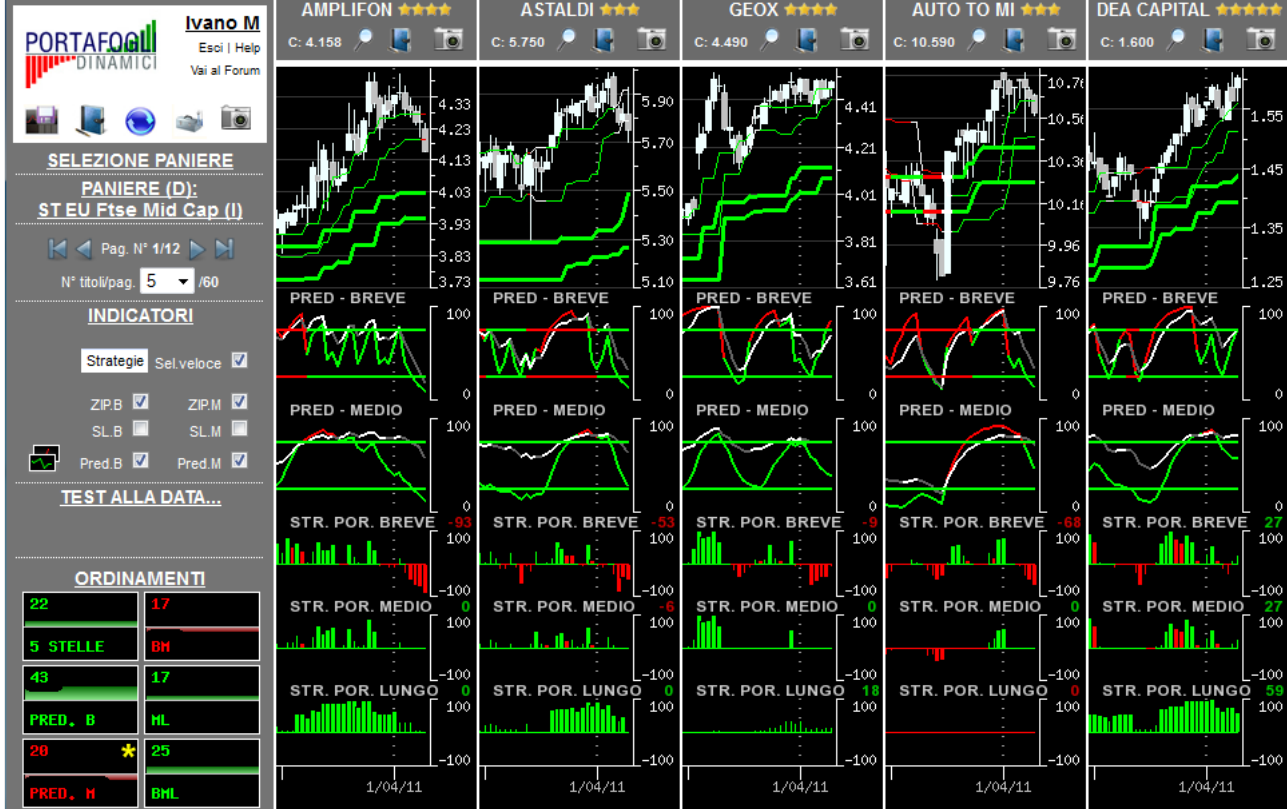 PORTAFOGLI
DINAMICI
Ivano M
Esci | Help
Vai al Forum
SELEZIONE PANIERE
PANIERE (D):
ST EU Ftse Mid Cap (I)
Pag. N° 1/12
N° titoli/pag. 5 /60
INDICATORI
Strategie Sel.veloce
ZIP.B ZIP.M
SL.B SL.M
Pred.B Pred.M
TEST ALLA DATA...
ORDINAMENTI
22
5 STELLE
17
BM
43
PRED. B
17
ML
20
PRED. M
25
BML
AMPLIFON
C: 4.158
4.33
4.23
4.13
4.03
3.93
3.83
3.73
PRED - BREVE
100
0
PRED - MEDIO
100
0
STR. POR. BREVE -93
100
-100
STR. POR. MEDIO 0
100
-100
STR. POR. LUNGO 0
100
-100
1/04/11
ASTALDI
C: 5.750
5.90
5.70
5.50
5.30
5.10
PRED - BREVE
100
0
PRED - MEDIO
100
0
STR. POR. BREVE -53
100
-100
STR. POR. MEDIO -6
100
-100
STR. POR. LUNGO 0
100
-100
1/04/11
GEOX
C: 4.490
4.41
4.21
4.01
3.81
3.61
PRED - BREVE
100
0
PRED - MEDIO
100
0
STR. POR. BREVE -9
100
-100
STR. POR. MEDIO 0
100
-100
STR. POR. LUNGO 18
100
-100
1/04/11
AUTO TO MI
C: 10.590
10.76
10.56
10.36
10.16
9.96
9.76
PRED - BREVE
100
0
PRED - MEDIO
100
0
STR. POR. BREVE -68
100
-100
STR. POR. MEDIO 0
100
-100
STR. POR. LUNGO 0
100
-100
1/04/11
DEA CAPITAL
C: 1.600
1.55
1.45
1.35
1.25
PRED - BREVE
100
0
PRED - MEDIO
100
0
STR. POR. BREVE 27
100
-100
STR. POR. MEDIO 27
100
-100
STR. POR. LUNGO 59
100
-100
1/04/11